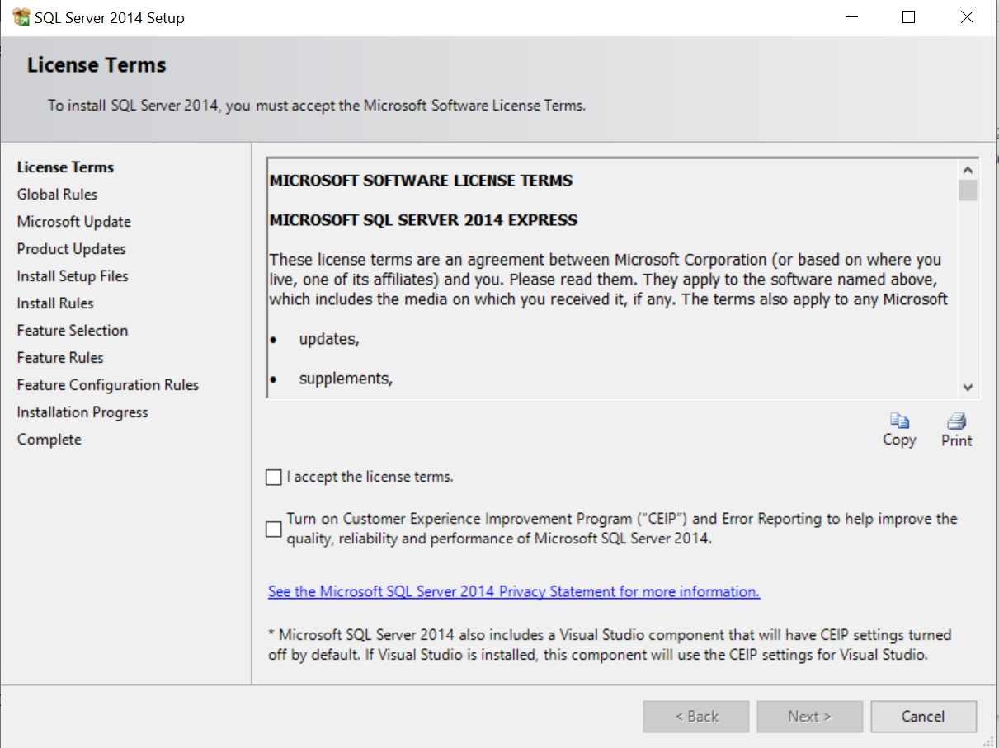 SQL Server 2014 Setup
License Terms
To install SQL Server 2014, you must accept the Microsoft Software License Terms.
License Terms
Global Rules
Microsoft Update
Product Updates
Install Setup Files
Install Rules
Feature Selection
Feature Rules
Feature Configuration Rules
Installation Progress
Complete
MICROSOFT SOFTWARE LICENSE TERMS
MICROSOFT SQL SERVER 2014 EXPRESS
These license terms are an agreement between Microsoft Corporation (or based on where you
live, one of its affiliates) and you. Please read them. They apply to the software named above,
which includes the media on which you received it, if any. The terms also apply to any Microsoft
• updates,
• supplements,
Copy
Print
I accept the license terms.
Turn on Customer Experience Improvement Program ("CEIP") and Error Reporting to help improve the
quality, reliability and performance of Microsoft SQL Server 2014.
See the Microsoft SQL Server 2014 Privacy Statement for more information.
* Microsoft SQL Server 2014 also includes a Visual Studio component that will have CEIP settings turned
off by default. If Visual Studio is installed, this component will use the CEIP settings for Visual Studio.
< Back
Next >
Cancel